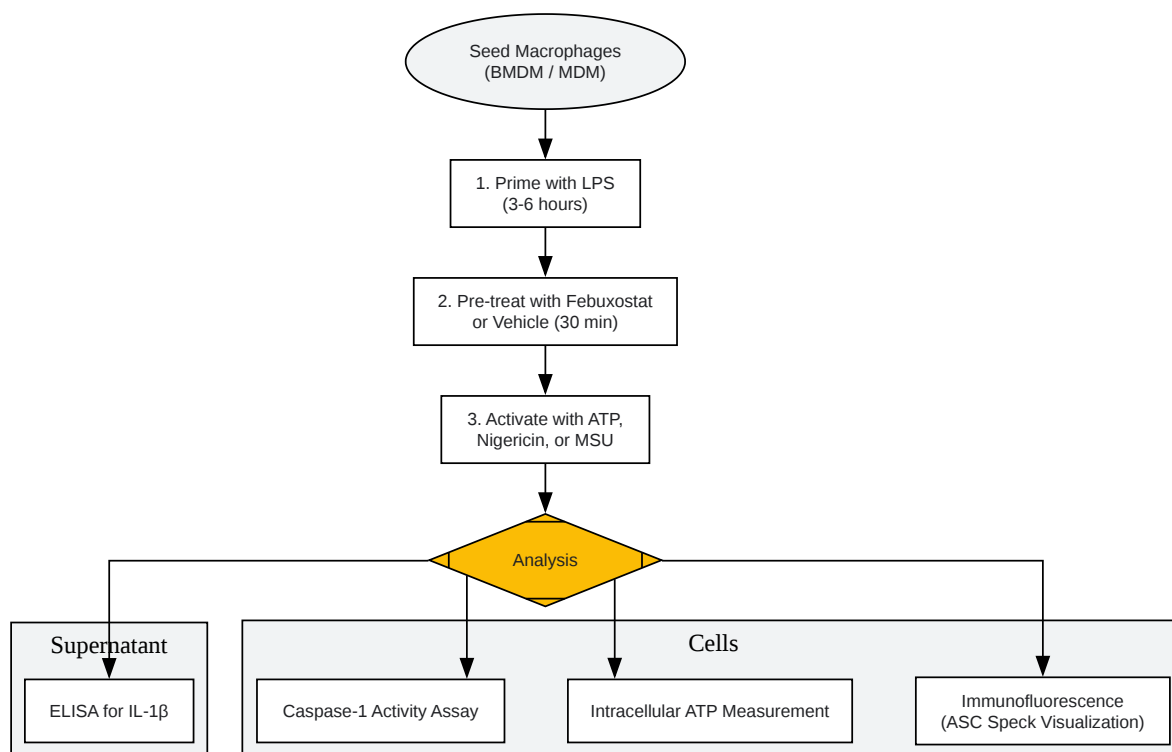 Seed Macrophages
(BMDM / MDM)
1. Prime with LPS
(3-6 hours)
2. Pre-treat with Febuxostat
or Vehicle (30 min)
3. Activate with ATP,
Nigericin, or MSU
Analysis
Supernatant
Cells
ELISA for IL-1β
Caspase-1 Activity Assay
Intracellular ATP Measurement
Immunofluorescence
(ASC Speck Visualization)